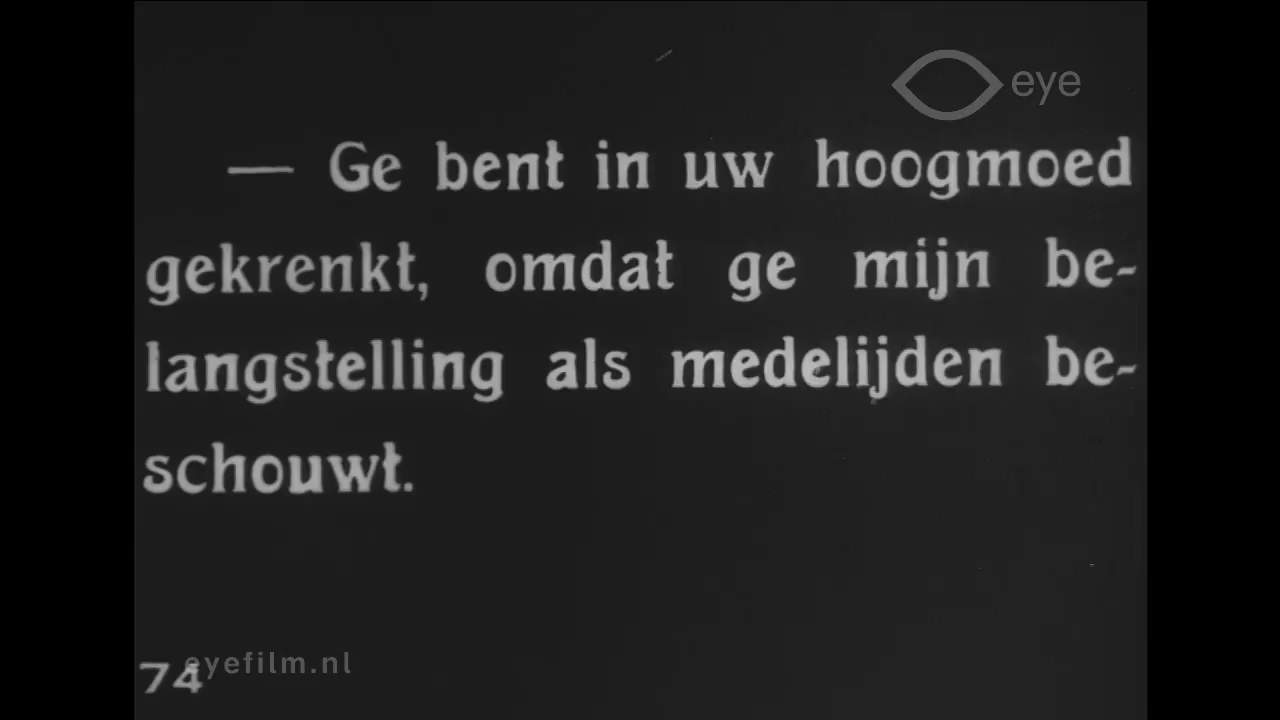 eye
— Ge bent in uw hoogmoed
gekrenkt, omdat ge mijn be-
langstelling als medelijden be-
schouwt.
74
eyefilm.nl